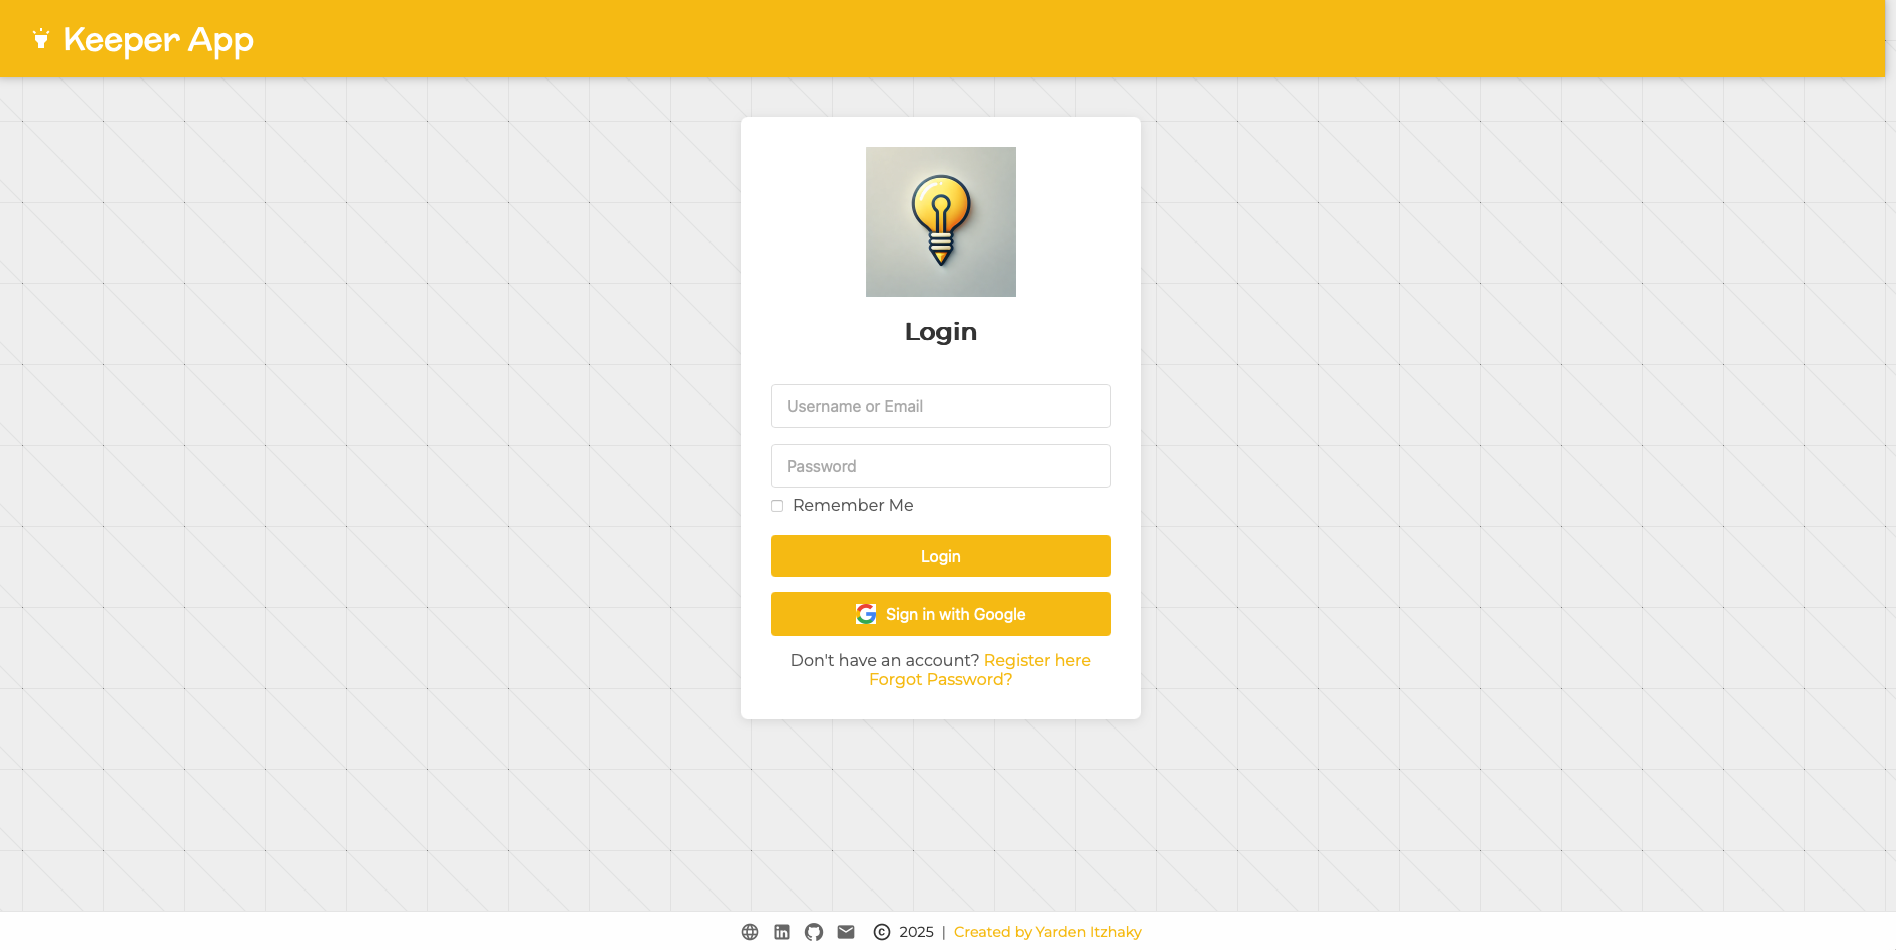 Keeper App
Login
Username or Email
Password
Remember Me
Login
Sign in with Google
Don't have an account? Register here
Forgot Password?
© 2025 | Created by Yarden Itzhaky